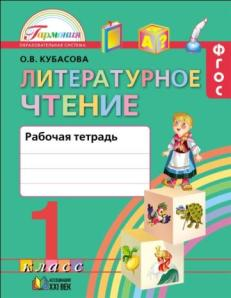 Гармония
ОБРАЗОВАТЕЛЬНАЯ СИСТЕМА
ФГОС
О.В. КУБАСОВА
ЛИТЕРАТУРНОЕ
ЧТЕНИЕ
Рабочая тетрадь
1
класс
АССОЦИАЦИЯ
XXI ВЕК